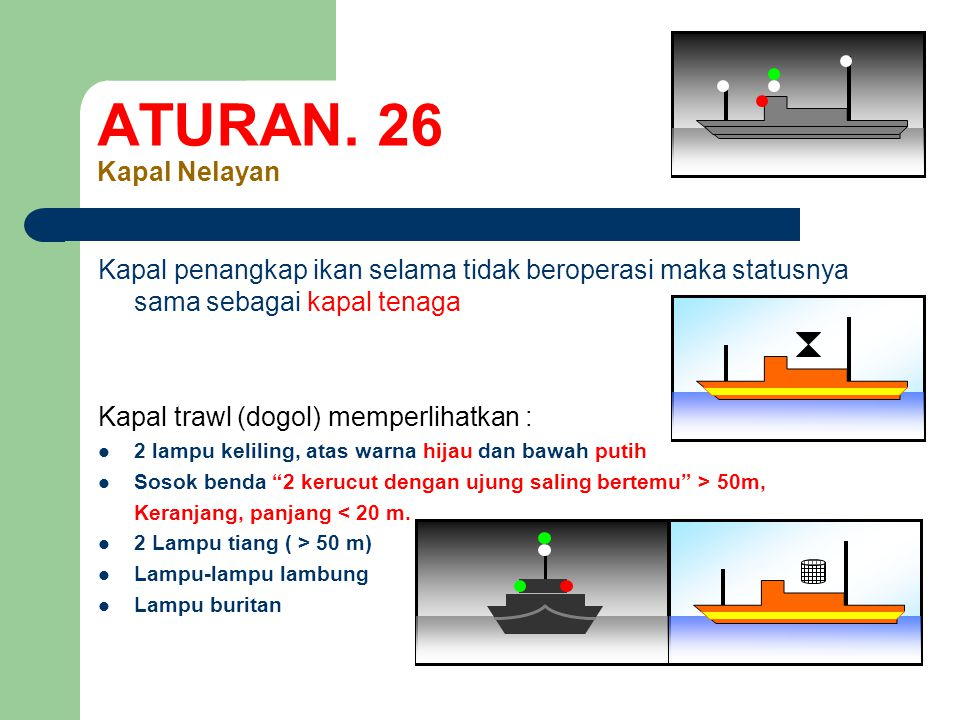 ATURAN. 26
Kapal Nelayan
Kapal penangkap ikan selama tidak beroperasi maka statusnya
sama sebagai kapal tenaga
Kapal trawl (dogol) memperlihatkan :
2 lampu keliling, atas warna hijau dan bawah putih
Sosok benda “2 kerucut dengan ujung saling bertemu” > 50m,
Keranjang, panjang < 20 m.
2 Lampu tiang ( > 50 m)
Lampu-lampu lambung
Lampu buritan